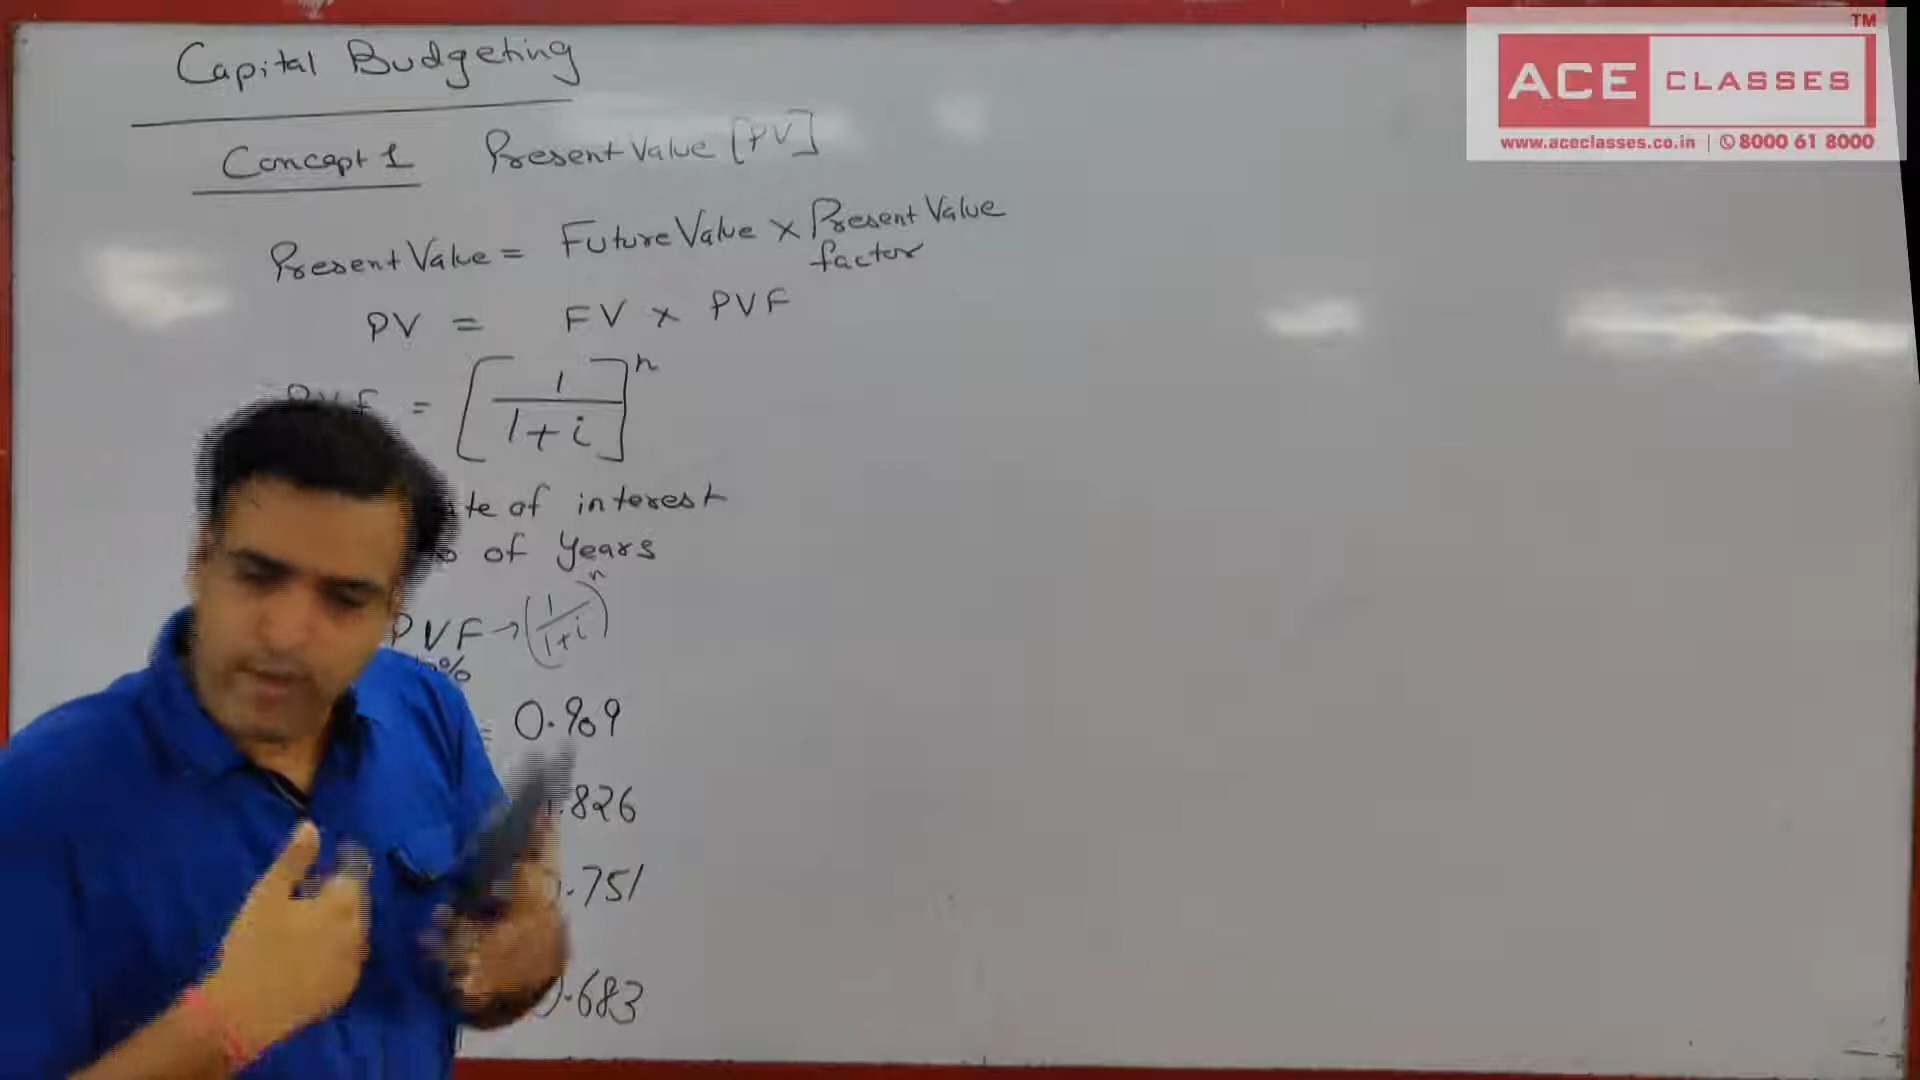 Capital Budgeting
Concept 1 Present Value [PV]
Present Value = Future Value × Present Value factor
PV = FV × PVF
PVF = [1/1+i]ⁿ
of interest
of Years
PVF → (1/1+i)ⁿ
%
= 0.909
.826
.751
0.683
TM
ACE CLASSES
www.aceclasses.co.in | 8000 61 8000